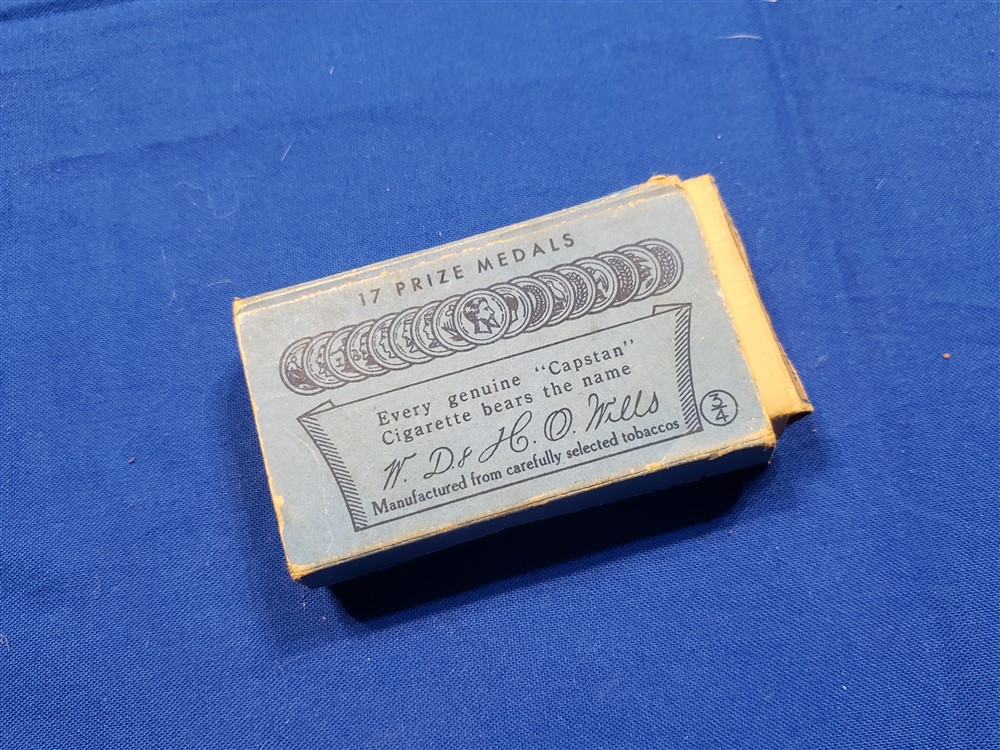 17 PRIZE MEDALS
Every genuine "Capstan"
Cigarette bears the name
W. D. & H. O. Wills
Manufactured from carefully selected tobaccos
3/4